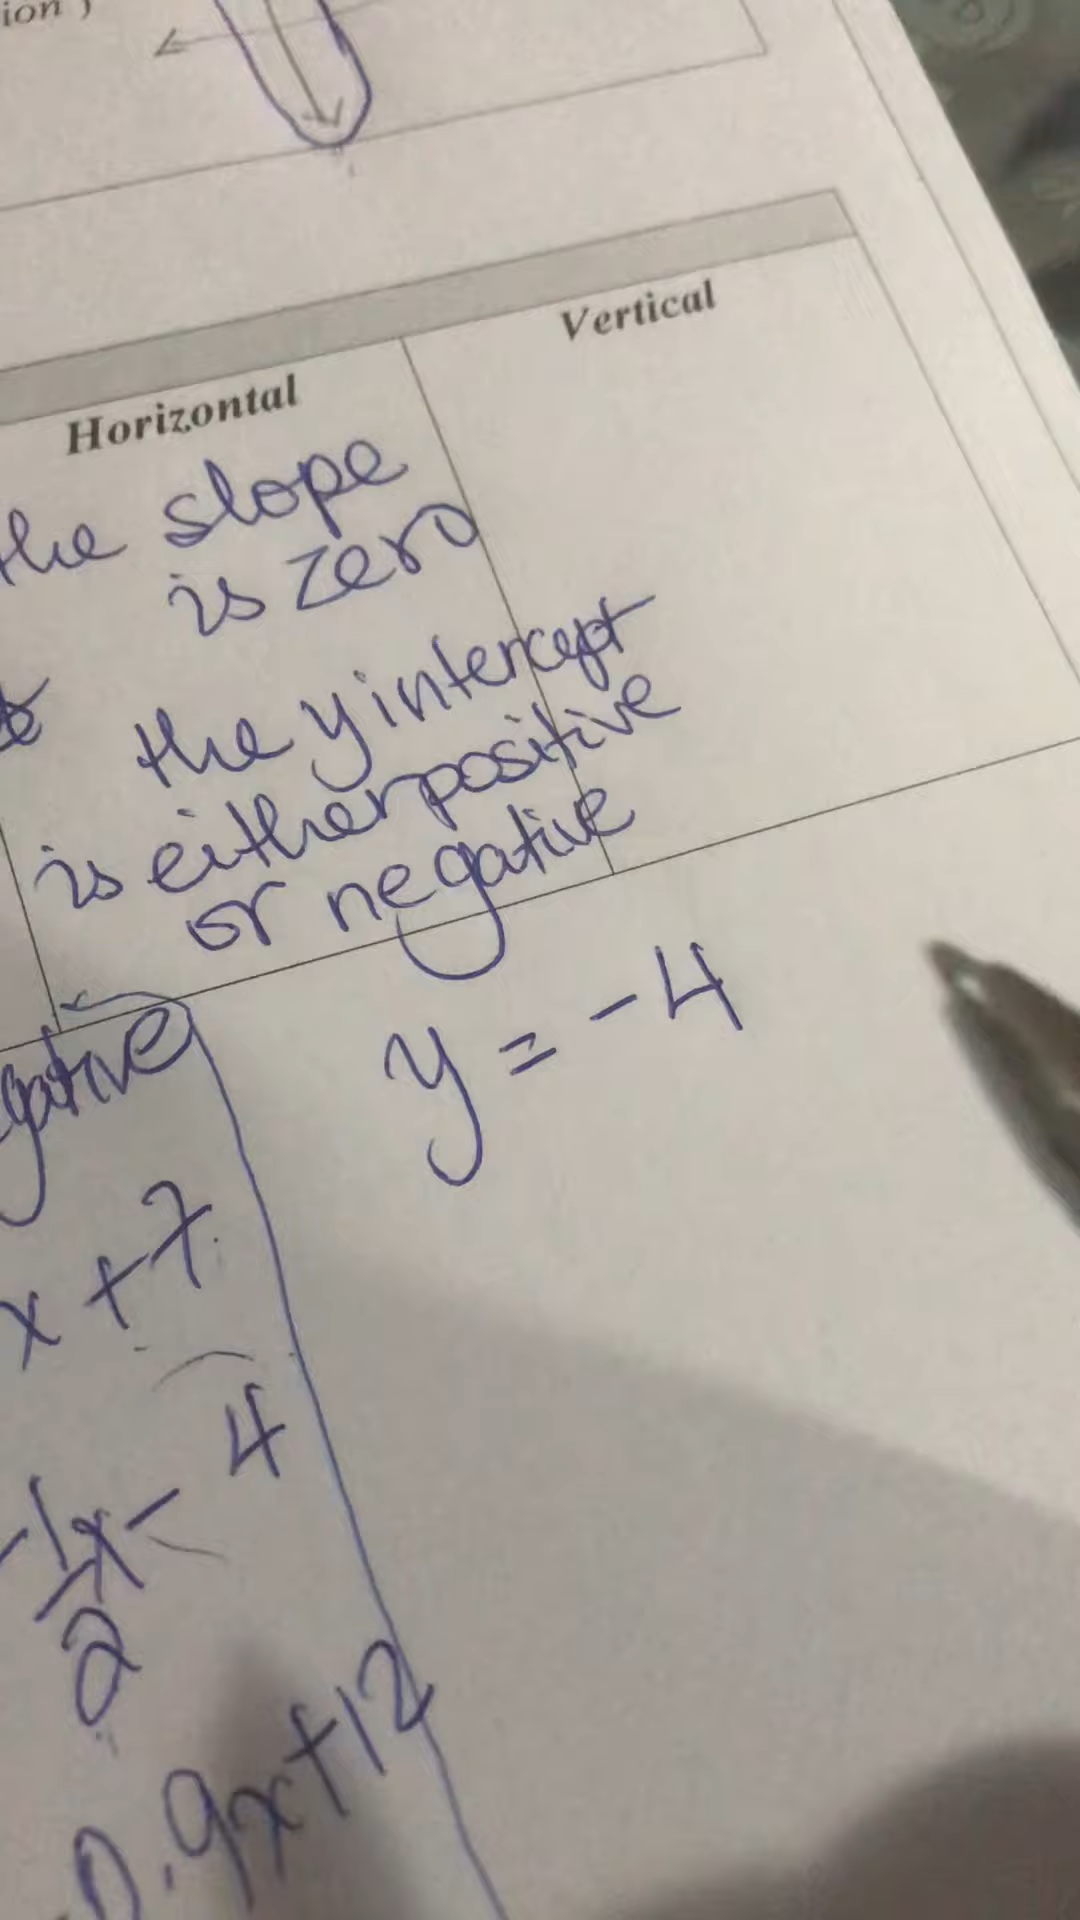 ion )
Horizontal
Vertical
the slope
is zero
the y intercept
is either positive
or negative
gative
y = -4
x + 7
-1/2 x - 4
0.9x+12